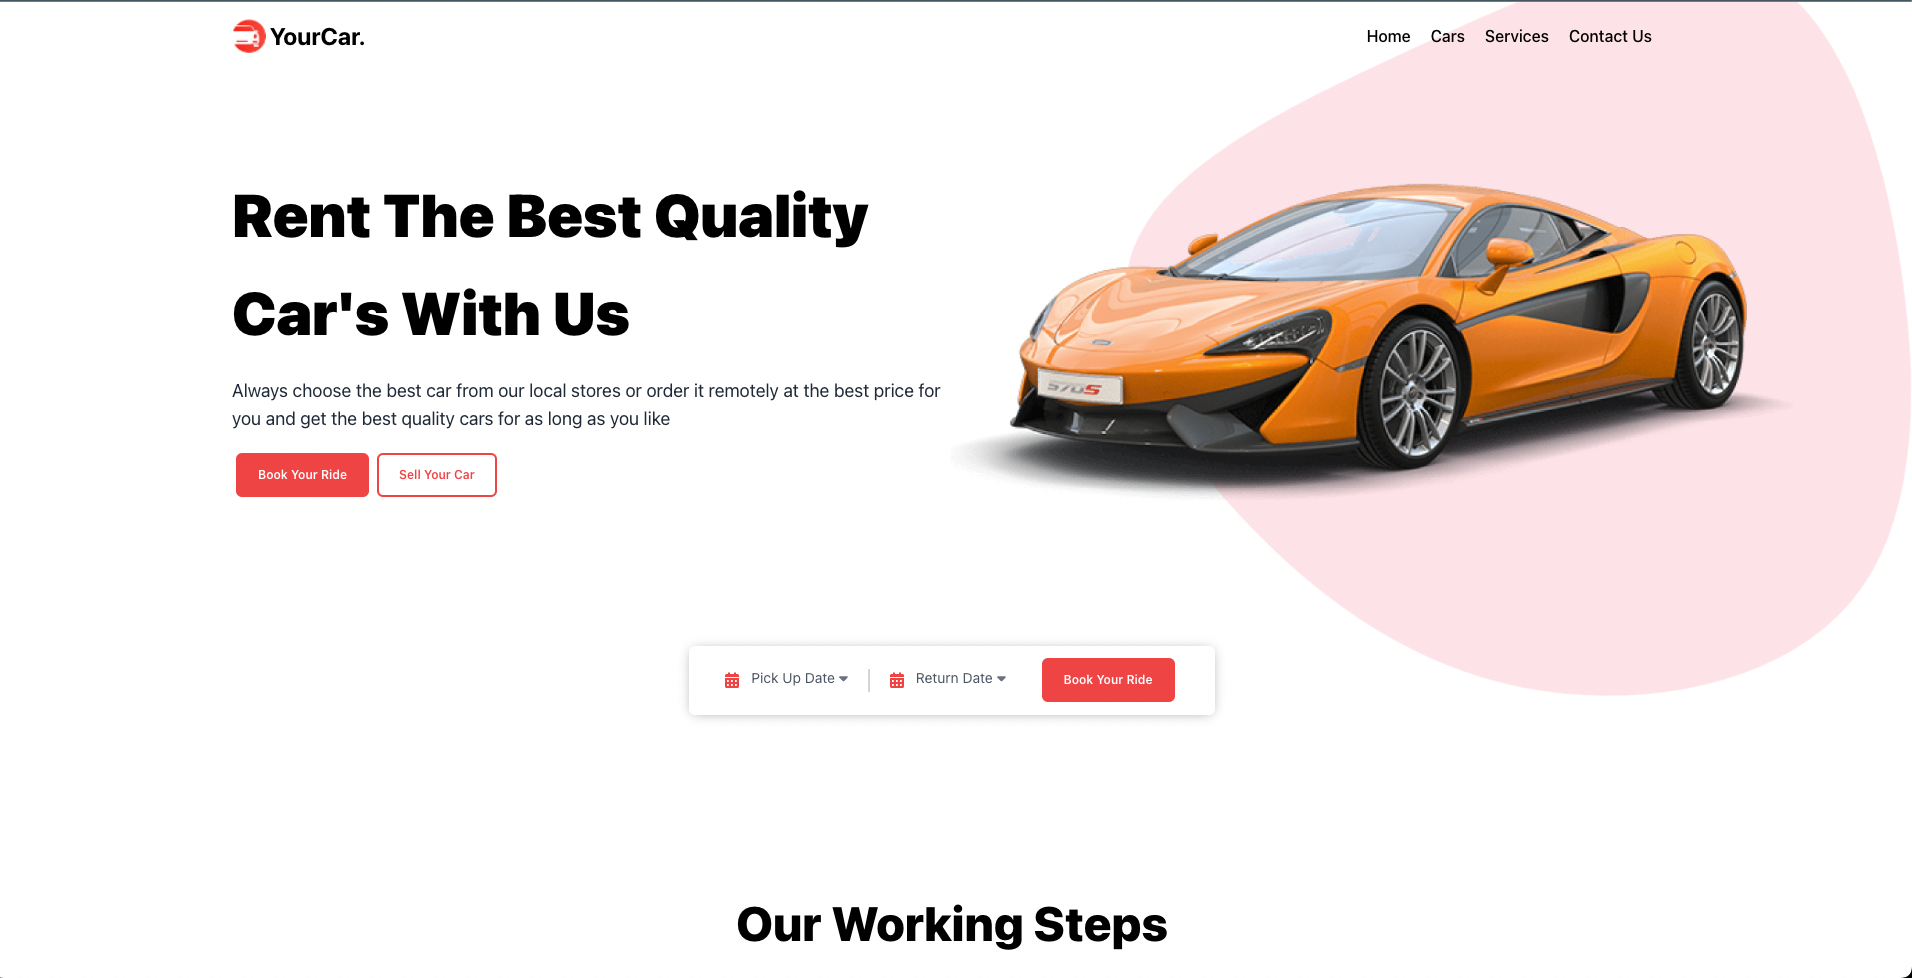 YourCar.
Home Cars Services Contact Us
Rent The Best Quality
Car's With Us
Always choose the best car from our local stores or order it remotely at the best price for
you and get the best quality cars for as long as you like
Book Your Ride Sell Your Car
570S
Pick Up Date Return Date Book Your Ride
Our Working Steps